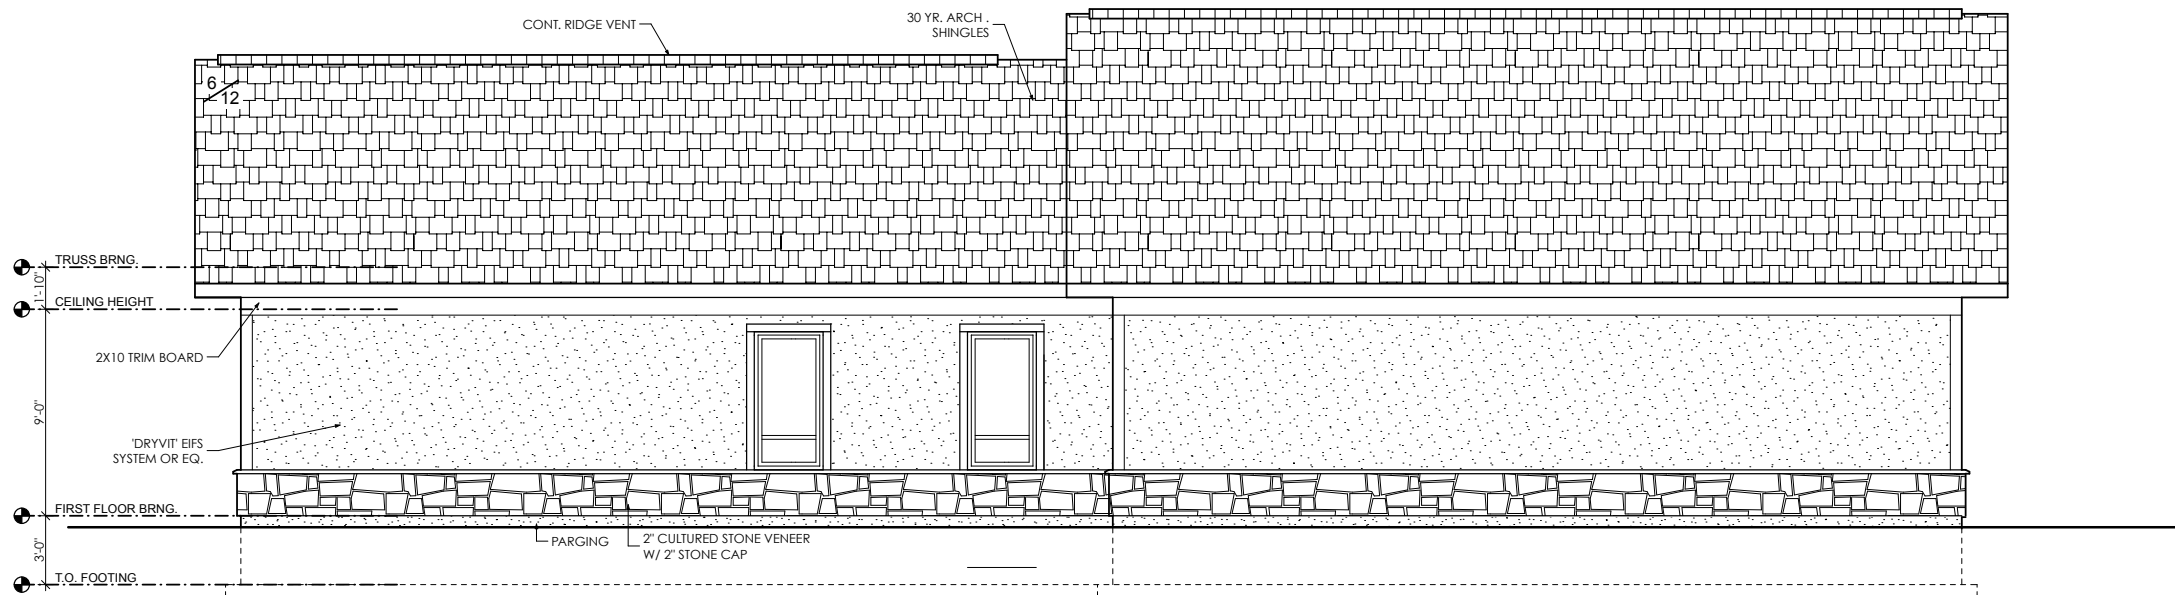 CONT. RIDGE VENT
30 YR. ARCH .
SHINGLES
6
12
TRUSS BRNG.
1'-10"
CEILING HEIGHT
2X10 TRIM BOARD
9'-0"
'DRYVIT' EIFS
SYSTEM OR EQ.
FIRST FLOOR BRNG.
PARGING
2" CULTURED STONE VENEER
W/ 2" STONE CAP
3'-0"
T.O. FOOTING